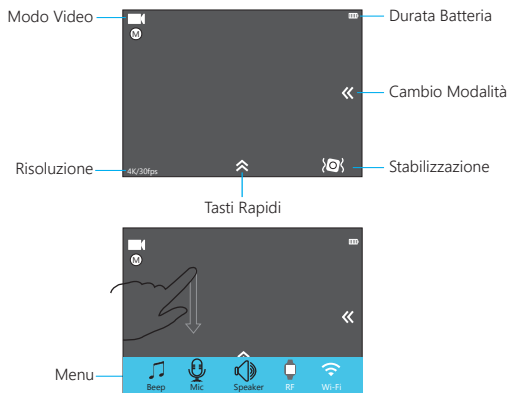 Modo Video
Durata Batteria
M
Cambio Modalità
Risoluzione
4K/30fps
Stabilizzazione
Tasti Rapidi
M
Menu
Beep
Mic
Speaker
RF
Wi-Fi